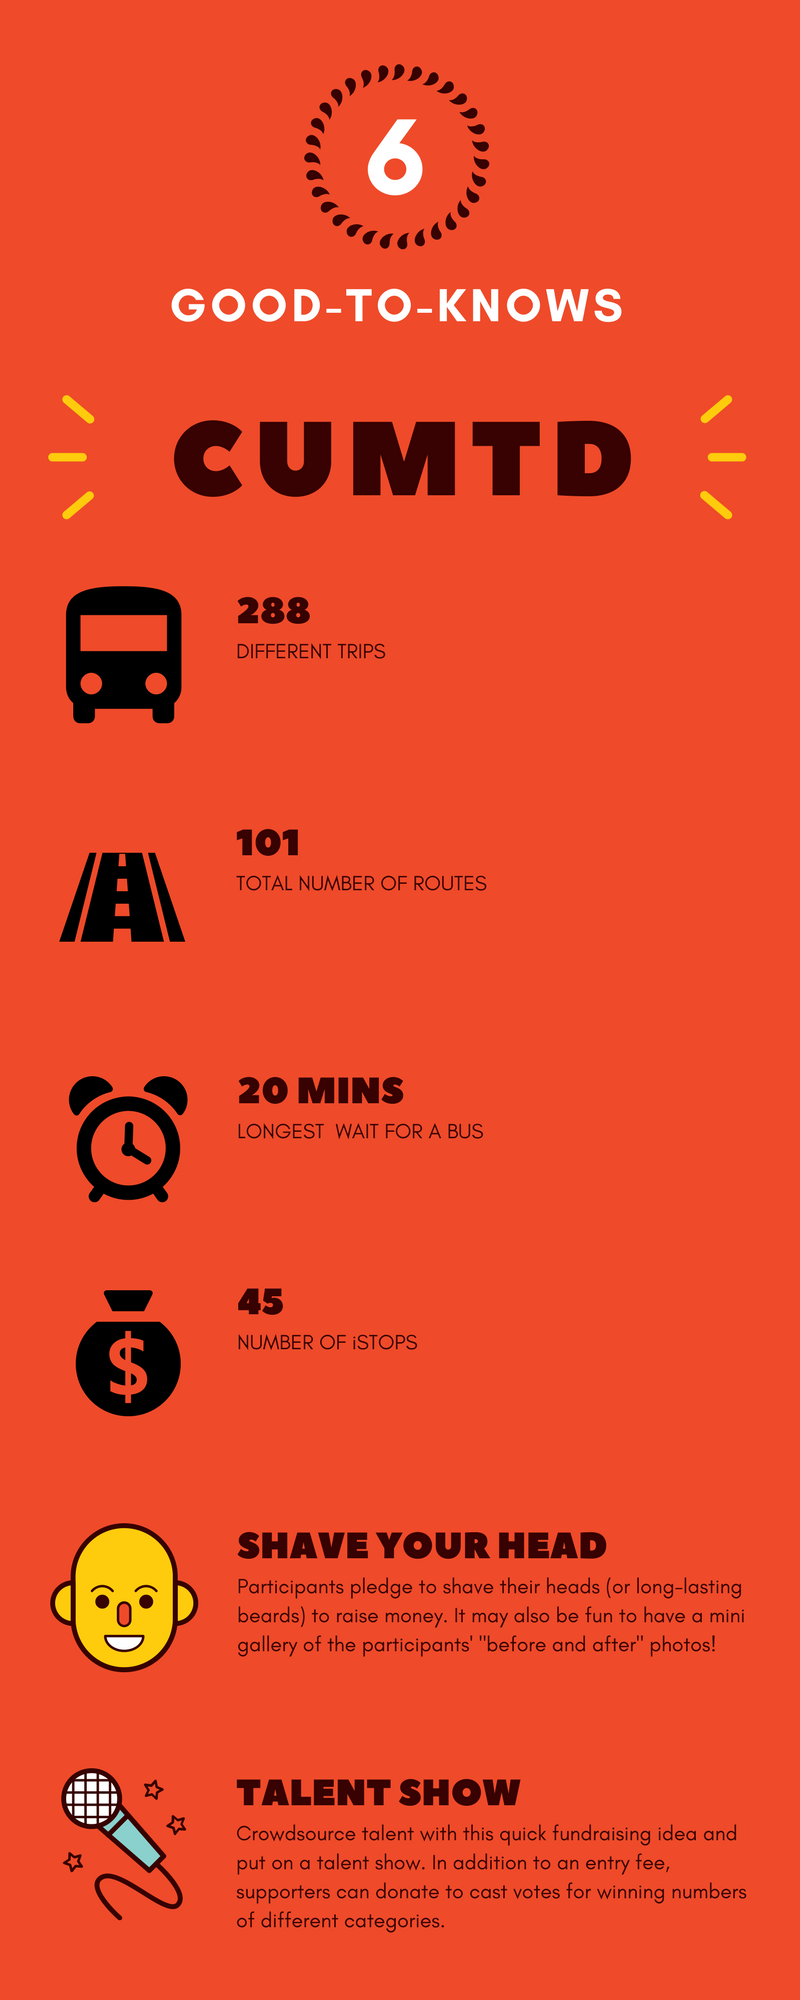 6
GOOD-TO-KNOWS
CUMTD
288
DIFFERENT TRIPS
101
TOTAL NUMBER OF ROUTES
20 MINS
LONGEST  WAIT FOR A BUS
45
NUMBER OF iSTOPS
$
SHAVE YOUR HEAD
Participants pledge to shave their heads (or long-lasting
beards) to raise money. It may also be fun to have a mini
gallery of the participants' "before and after" photos!
TALENT SHOW
Crowdsource talent with this quick fundraising idea and
put on a talent show. In addition to an entry fee,
supporters can donate to cast votes for winning numbers
of different categories.